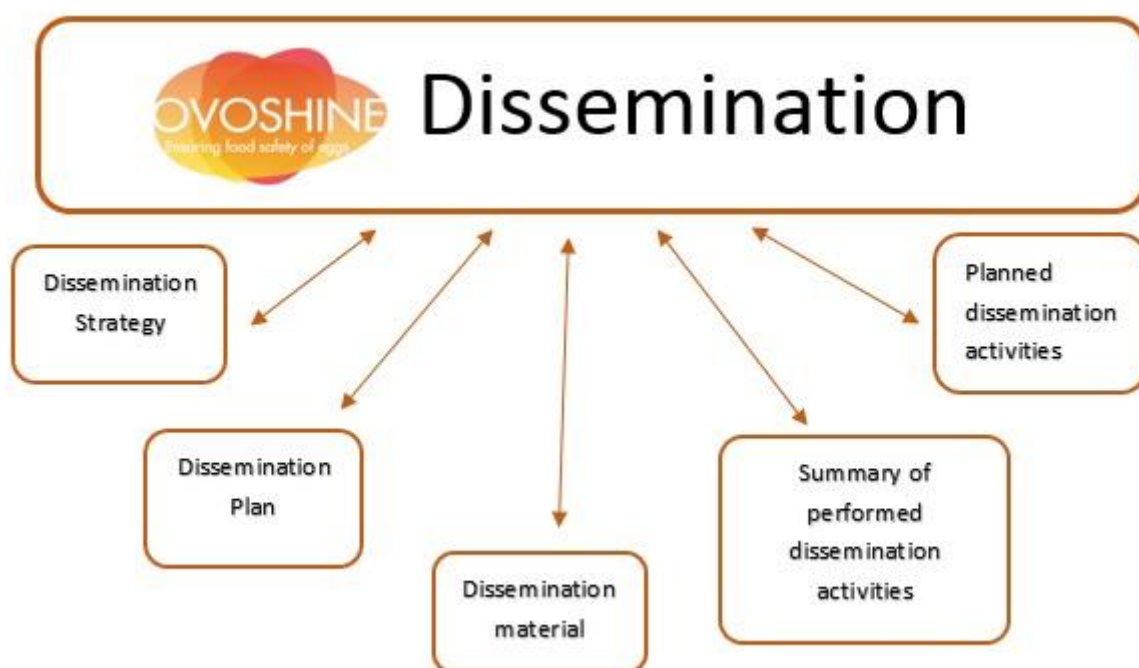 OVOSHINE
Ensuring food safety of eggs
Dissemination
Dissemination
Strategy
Planned
dissemination
activities
Dissemination
Plan
Summary of
performed
dissemination
activities
Dissemination
material